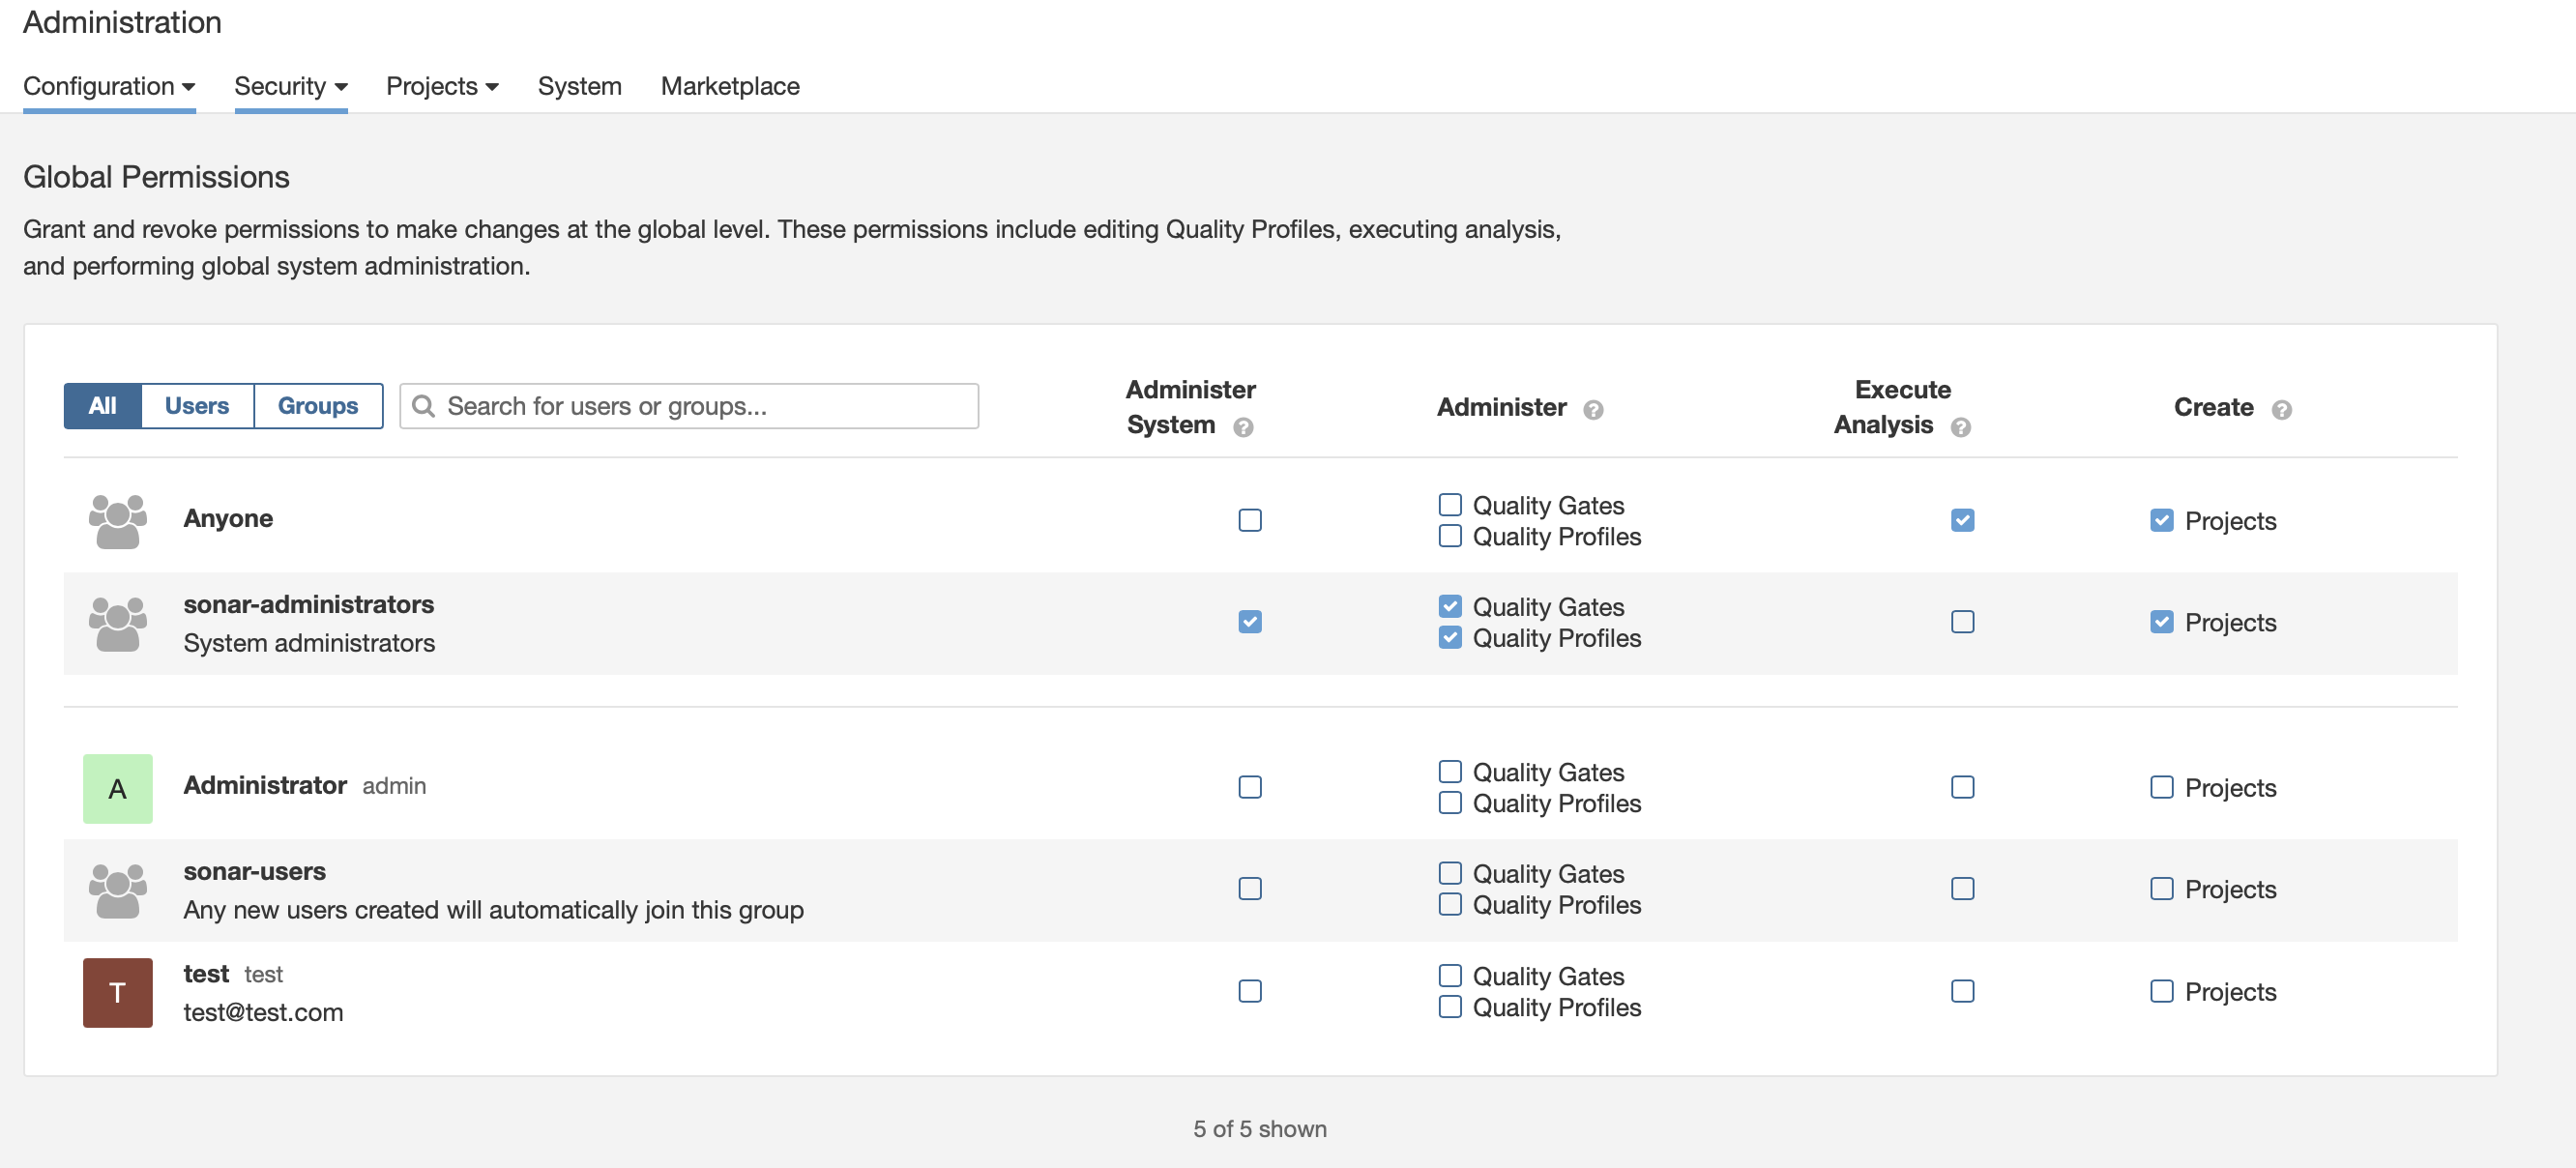 Administration
Configuration Security Projects System Marketplace
Global Permissions
Grant and revoke permissions to make changes at the global level. These permissions include editing Quality Profiles, executing analysis,
and performing global system administration.
All Users Groups Search for users or groups...
Administer
System ?
Administer ?
Execute
Analysis ?
Create ?
Anyone
Quality Gates
Quality Profiles
Projects
sonar-administrators
System administrators
Quality Gates
Quality Profiles
Projects
A
Administrator admin
Quality Gates
Quality Profiles
Projects
sonar-users
Any new users created will automatically join this group
Quality Gates
Quality Profiles
Projects
T
test test
test@test.com
Quality Gates
Quality Profiles
Projects
5 of 5 shown